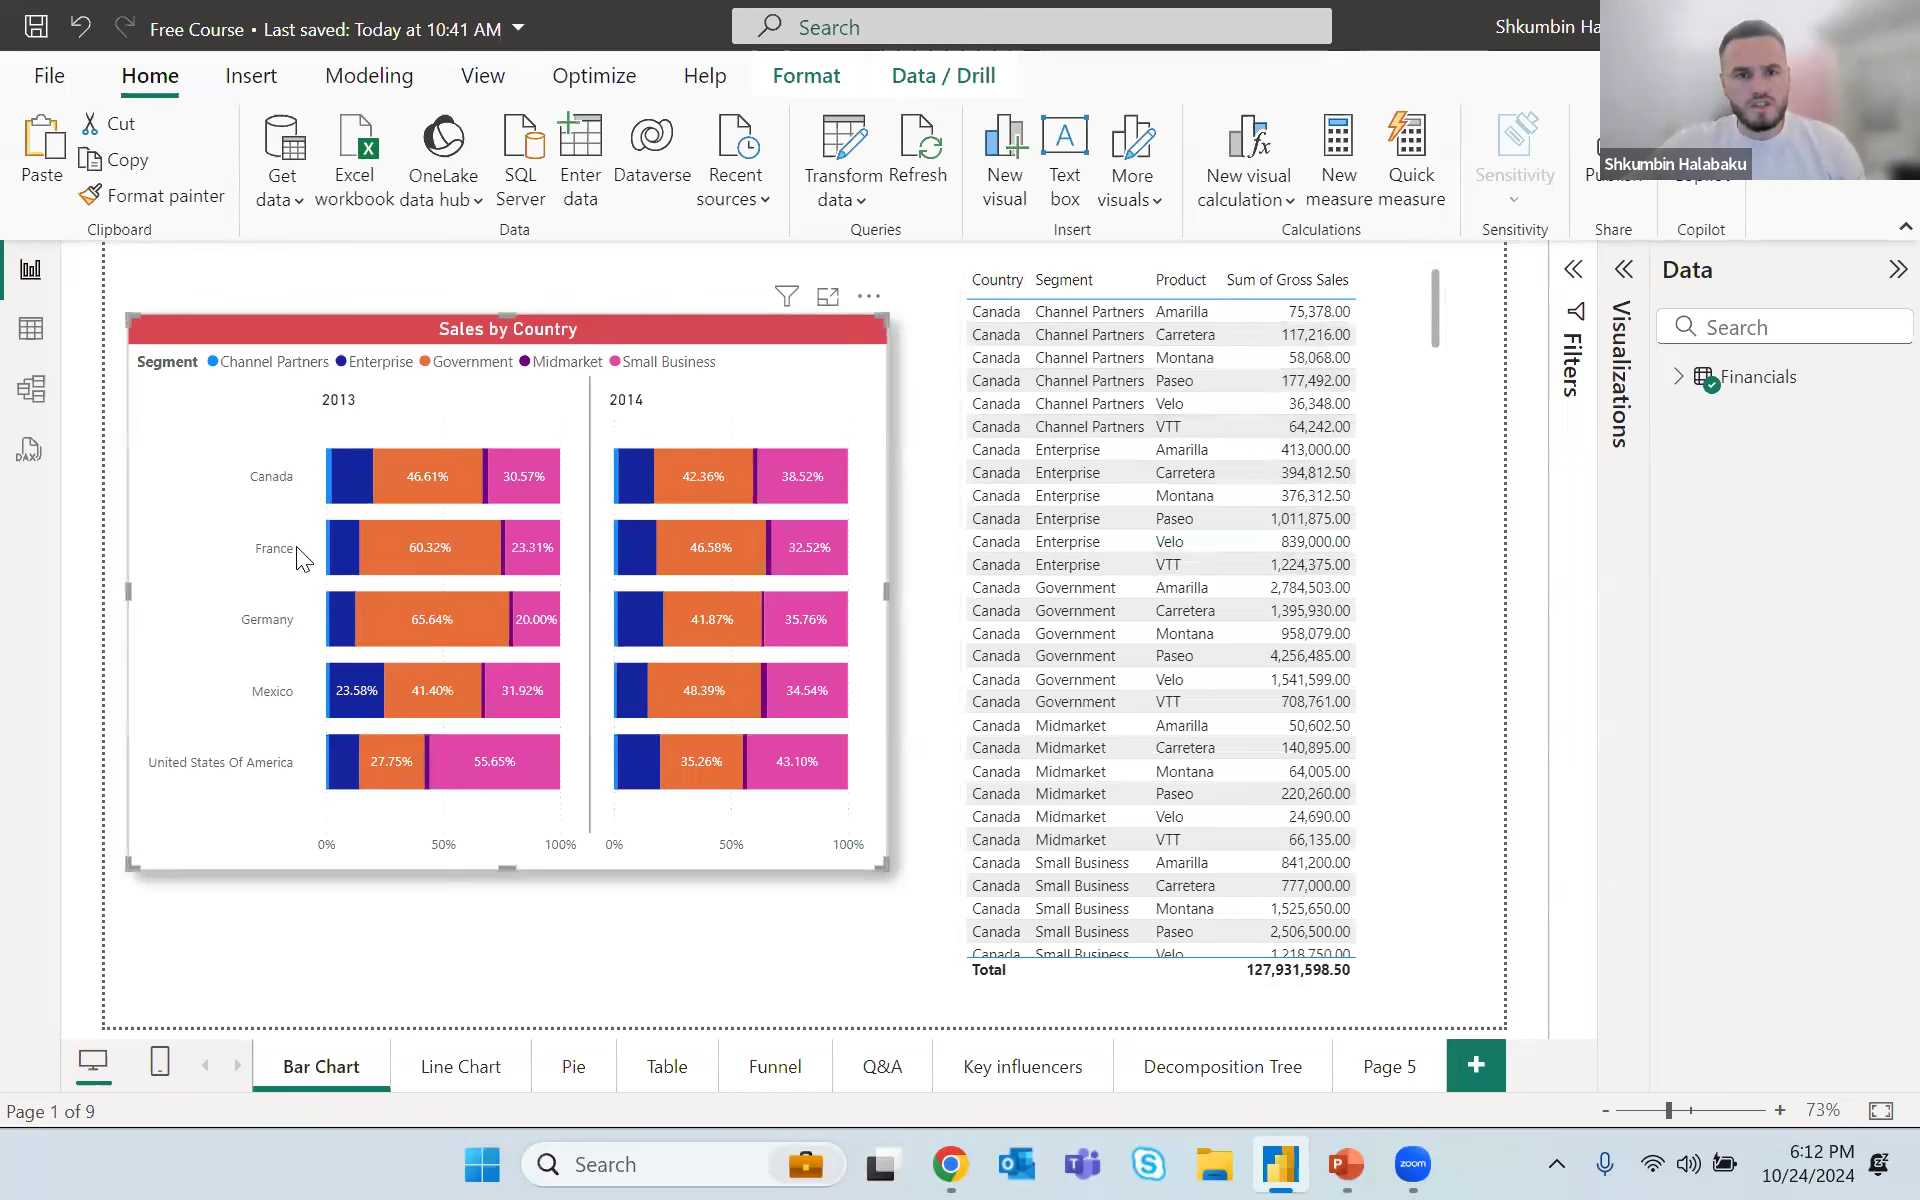 Free Course • Last saved: Today at 10:41 AM
Search
Shkumbin Ha
File Home Insert Modeling View Optimize Help Format Data / Drill
Paste
Cut
Copy
Format painter
Clipboard
Get data
Excel workbook
OneLake data hub
SQL Server
Enter data
Dataverse
Recent sources
Data
Transform data
Refresh
Queries
New visual
Text box
More visuals
Insert
New visual calculation
New measure
Quick measure
Calculations
Sensitivity
Sensitivity
Share
Copilot
Shkumbin Halabaku
Sales by Country
Segment Channel Partners Enterprise Government Midmarket Small Business
2013 2014
Canada 46.61% 30.57% 42.36% 38.52%
France 60.32% 23.31% 46.58% 32.52%
Germany 65.64% 20.00% 41.87% 35.76%
Mexico 23.58% 41.40% 31.92% 48.39% 34.54%
United States Of America 27.75% 55.65% 35.26% 43.10%
0% 50% 100% 0% 50% 100%
Country Segment Product Sum of Gross Sales
Canada Channel Partners Amarilla 75,378.00
Canada Channel Partners Carretera 117,216.00
Canada Channel Partners Montana 58,068.00
Canada Channel Partners Paseo 177,492.00
Canada Channel Partners Velo 36,348.00
Canada Channel Partners VTT 64,242.00
Canada Enterprise Amarilla 413,000.00
Canada Enterprise Carretera 394,812.50
Canada Enterprise Montana 376,312.50
Canada Enterprise Paseo 1,011,875.00
Canada Enterprise Velo 839,000.00
Canada Enterprise VTT 1,224,375.00
Canada Government Amarilla 2,784,503.00
Canada Government Carretera 1,395,930.00
Canada Government Montana 958,079.00
Canada Government Paseo 4,256,485.00
Canada Government Velo 1,541,599.00
Canada Government VTT 708,761.00
Canada Midmarket Amarilla 50,602.50
Canada Midmarket Carretera 140,895.00
Canada Midmarket Montana 64,005.00
Canada Midmarket Paseo 220,260.00
Canada Midmarket Velo 24,690.00
Canada Midmarket VTT 66,135.00
Canada Small Business Amarilla 841,200.00
Canada Small Business Carretera 777,000.00
Canada Small Business Montana 1,525,650.00
Canada Small Business Paseo 2,506,500.00
Canada Small Business Velo 1,218,750.00
Total 127,931,598.50
Filters
Visualizations
Data
Search
Financials
DAX
Bar Chart Line Chart Pie Table Funnel Q&A Key influencers Decomposition Tree Page 5
Page 1 of 9
- + 73%
Search
zoom
6:12 PM
10/24/2024